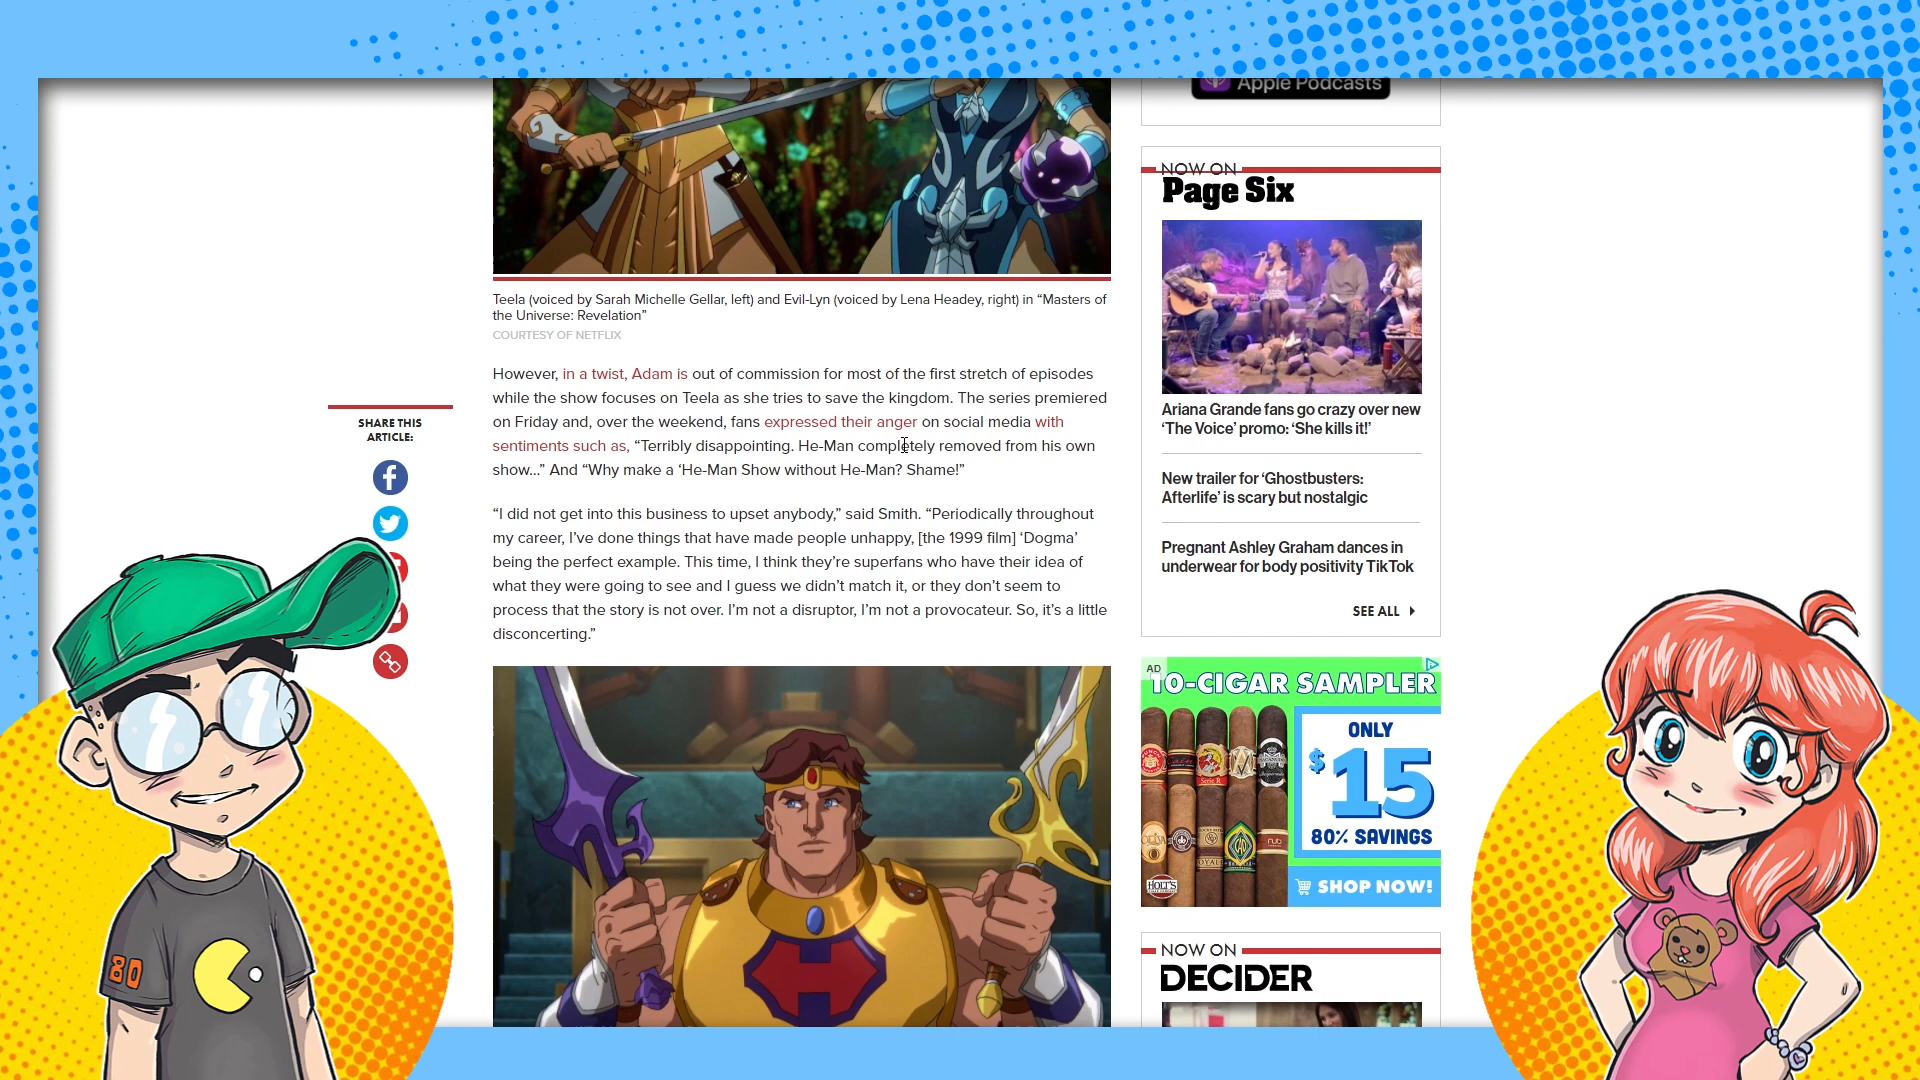 Apple Podcasts
NOW ON
Page Six
Teela (voiced by Sarah Michelle Gellar, left) and Evil-Lyn (voiced by Lena Headey, right) in “Masters of
the Universe: Revelation”
COURTESY OF NETFLIX
However, in a twist, Adam is out of commission for most of the first stretch of episodes
while the show focuses on Teela as she tries to save the kingdom. The series premiered
on Friday and, over the weekend, fans expressed their anger on social media with
sentiments such as, “Terribly disappointing. He-Man completely removed from his own
show...” And “Why make a ‘He-Man Show without He-Man? Shame!”
“I did not get into this business to upset anybody,” said Smith. “Periodically throughout
my career, I’ve done things that have made people unhappy, [the 1999 film] ‘Dogma’
being the perfect example. This time, I think they’re superfans who have their idea of
what they were going to see and I guess we didn’t match it, or they don’t seem to
process that the story is not over. I’m not a disruptor, I’m not a provocateur. So, it’s a little
disconcerting.”
SHARE THIS
ARTICLE:
Ariana Grande fans go crazy over new
‘The Voice’ promo: ‘She kills it!’
New trailer for ‘Ghostbusters:
Afterlife’ is scary but nostalgic
Pregnant Ashley Graham dances in
underwear for body positivity TikTok
SEE ALL
AD
10-CIGAR SAMPLER
ONLY
$15
80% SAVINGS
HOLT'S
SHOP NOW!
NOW ON
DECIDER
80